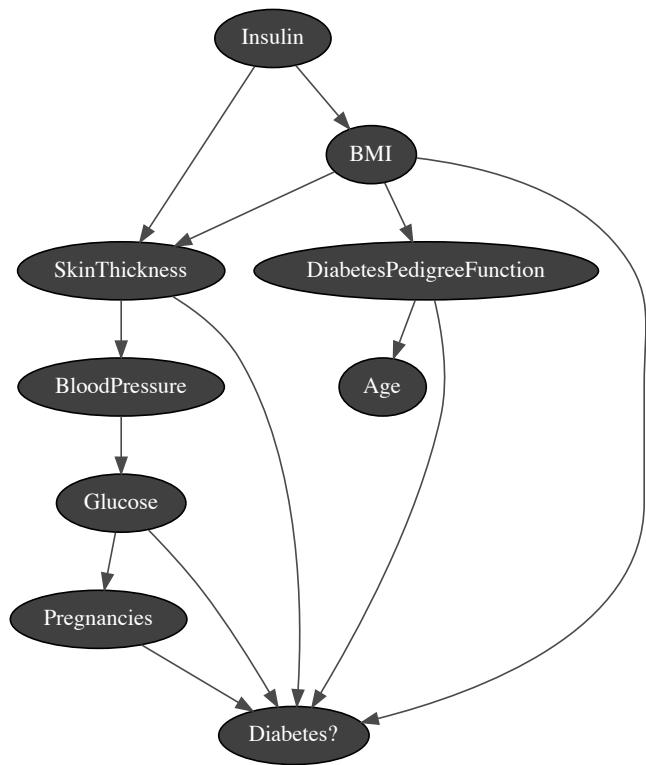 Insulin
BMI
SkinThickness
DiabetesPedigreeFunction
BloodPressure
Age
Glucose
Pregnancies
Diabetes?